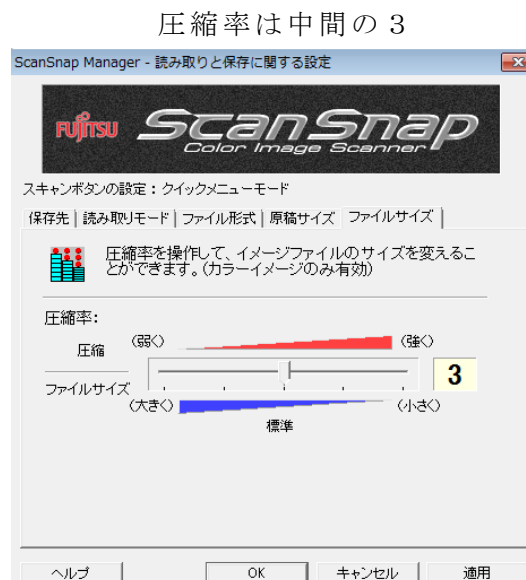 圧縮率は中間の３
ScanSnap Manager - 読み取りと保存に関する設定
FUJITSU ScanSnap
Color Image Scanner
スキャンボタンの設定：クイックメニューモード
保存先 読み取りモード ファイル形式 原稿サイズ ファイルサイズ
圧縮率を操作して、イメージファイルのサイズを変えるこ
とができます。(カラーイメージのみ有効)
圧縮率：
圧縮 (弱く) (強く)
3
ファイルサイズ
(大きく) (小さく)
標準
ヘルプ OK キャンセル 適用